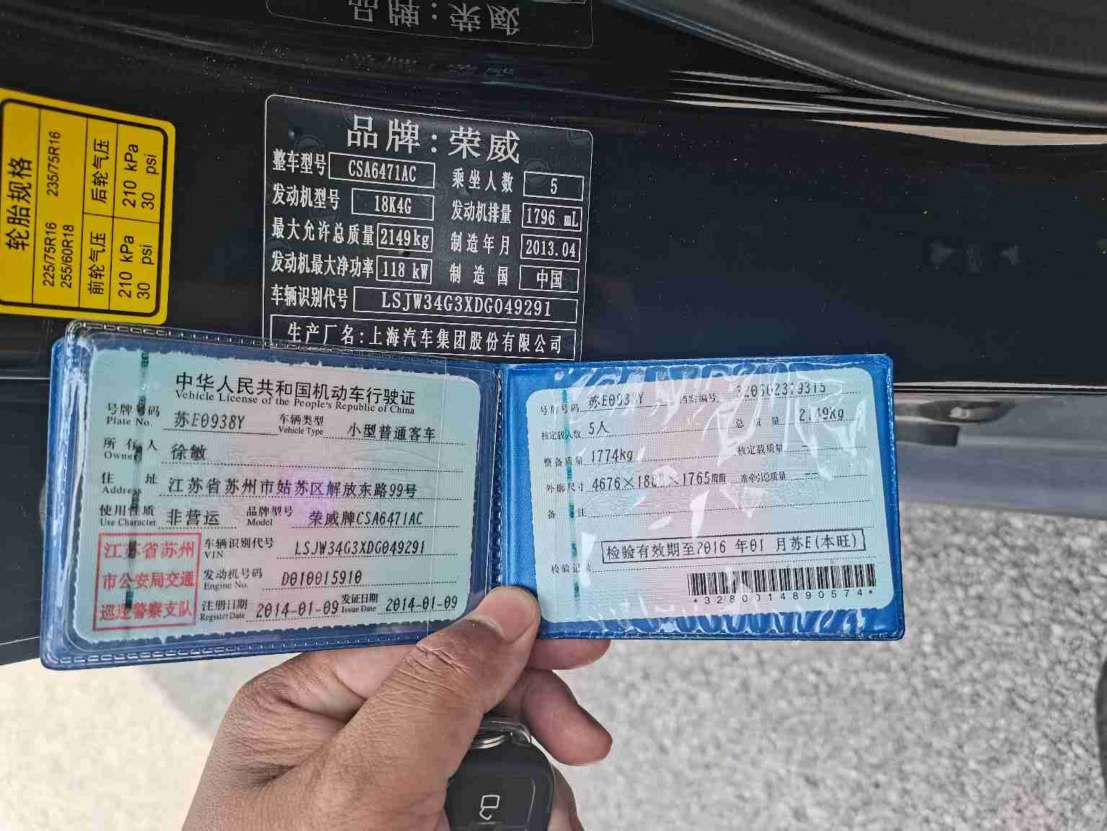 品牌:荣威
整车型号 CSA6471AC 乘坐人数 5
发动机型号 18K4G 发动机排量 1796 mL
最大允许总质量 2149kg 制造年月 2013.04
发动机最大净功率 118 kW 制造国 中国
车辆识别代号 LSJW34G3XDG049291
生产厂名:上海汽车集团股份有限公司
轮胎规格
225/75R16 235/75R16
255/60R18
前轮气压 后轮气压
210 kPa 210 kPa
30 psi 30 psi
中华人民共和国机动车行驶证
Vehicle License of the People's Republic of China
号牌号码 苏E0938Y 车辆类型 小型普通客车
Plate No. Vehicle Type
所有人 徐敏
Owner
住址 江苏省苏州市姑苏区解放东路99号
Address
使用性质 非营运 品牌型号 荣威牌CSA6471AC
Use Character Model
江苏省苏州
市公安局交通
巡逻警察支队
车辆识别代号 LSJW34G3XDG049291
VIN
发动机号码 D010015910
Engine No.
注册日期 2014-01-09 发证日期 2014-01-09
Register Date Issue Date
号牌号码 苏E0938Y 档案编号
核定载人数 5人 总质量 2149kg
整备质量 1774kg 核定载质量
外廓尺寸 准牵引总质量
备注
检验有效期至2016年01月苏E(本旺)
检验记录
*3280014890574*